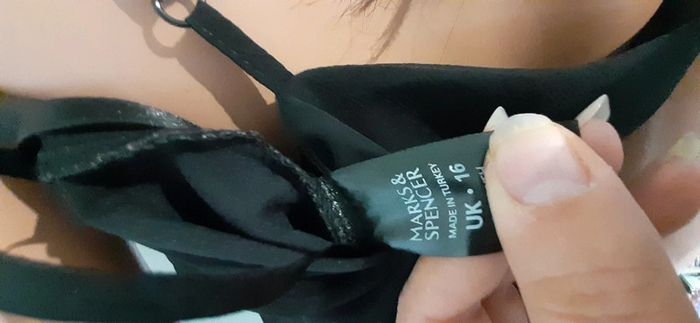 MARKS &
SPENCER
MADE IN TURKEY
UK • 16